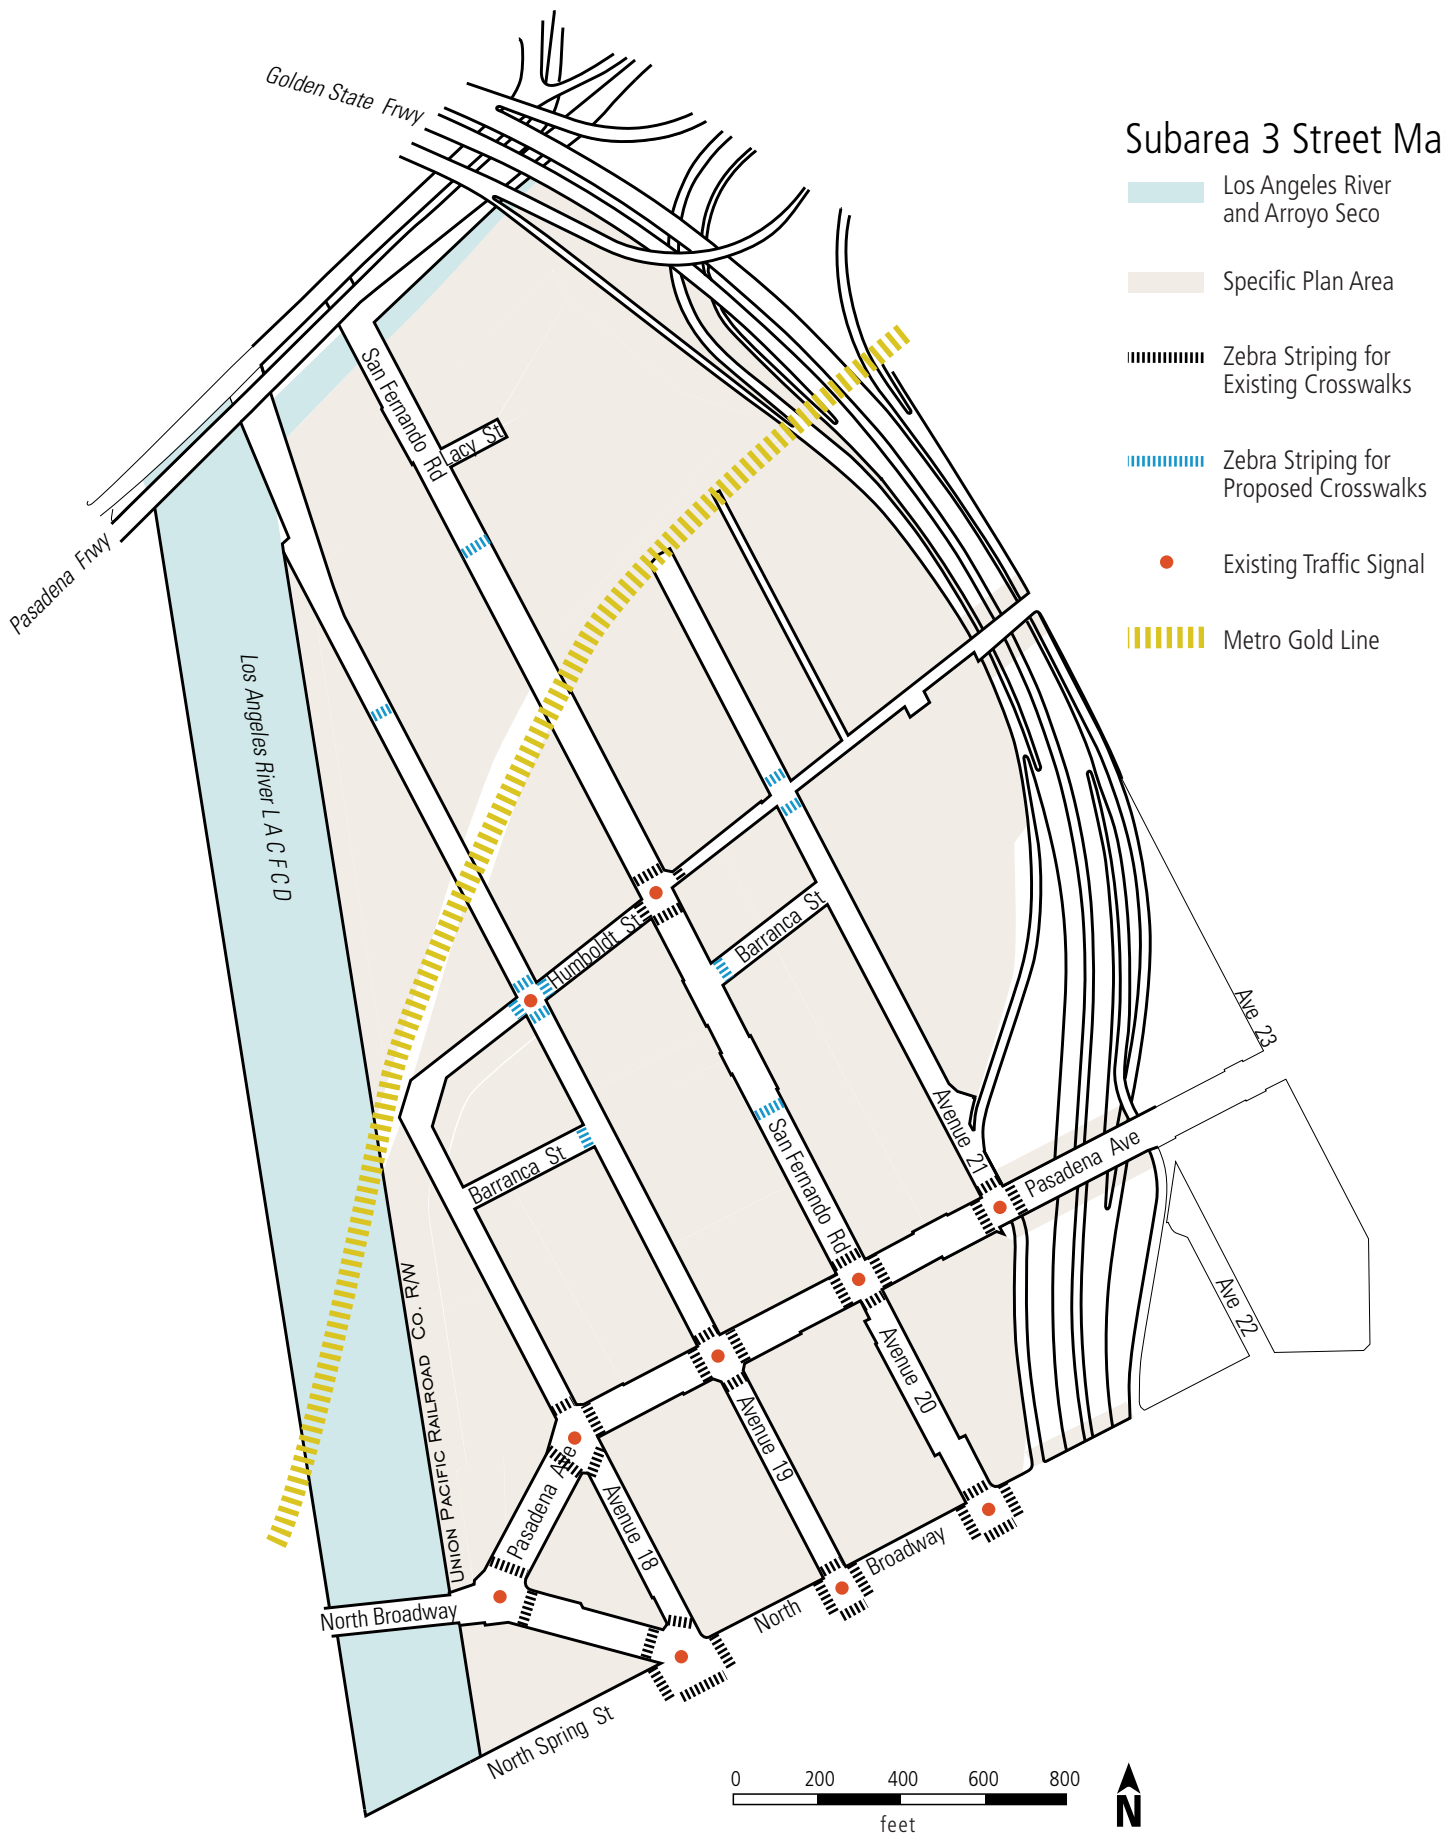 Golden State Frwy
Subarea 3 Street Ma
Los Angeles River
and Arroyo Seco
Specific Plan Area
Zebra Striping for
Existing Crosswalks
Zebra Striping for
Proposed Crosswalks
Existing Traffic Signal
Metro Gold Line
San Fernando Rd
Lacy St
Pasadena Frwy
Los Angeles River L A C F C D
Humboldt St
Barranca St
Ave 23
Avenue 21
Pasadena Ave
Barranca St
San Fernando Rd
Union Pacific Railroad Co. R/W
Ave 22
Avenue 20
Avenue 19
Pasadena Ave
Avenue 18
North Broadway
North Broadway
North Spring St
0 200 400 600 800
feet
N